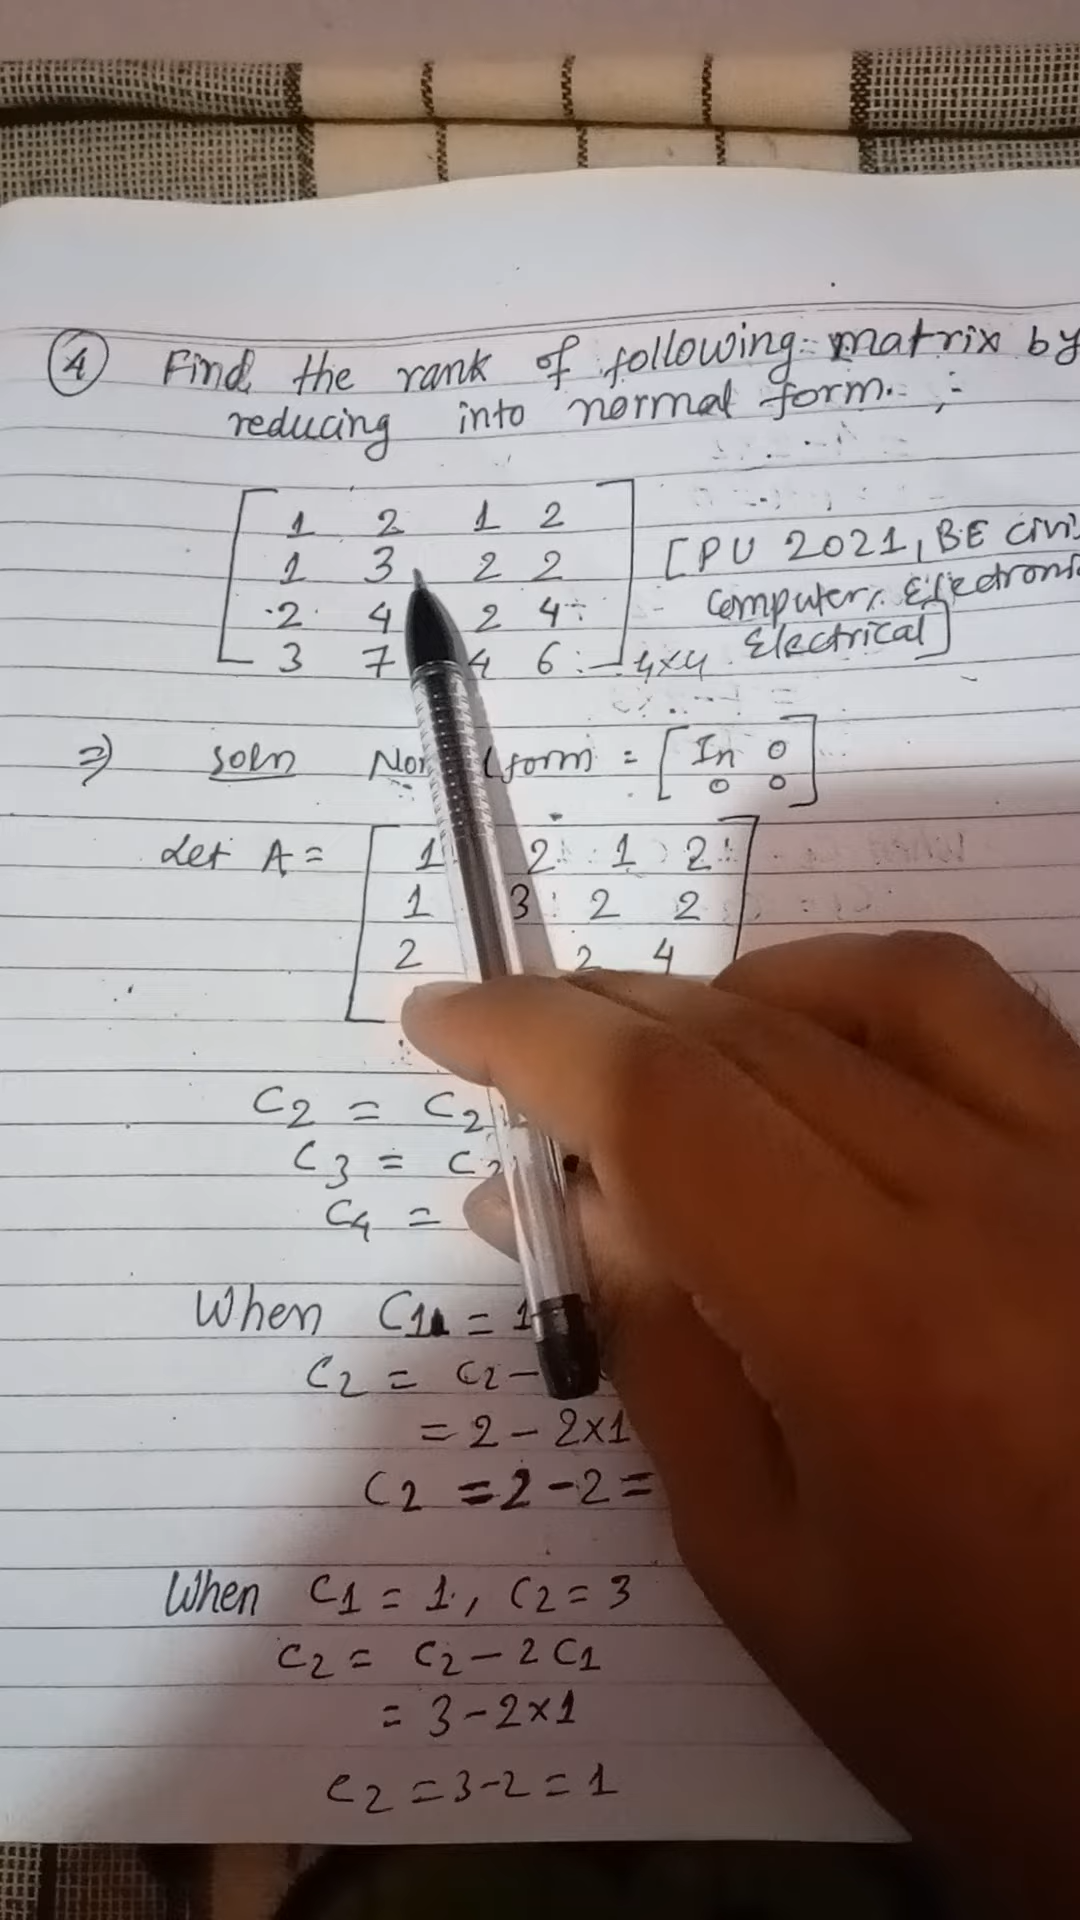 4 Find the rank of following matrix by
reducing into normal form :-
1 2 1 2
1 3 2 2 [PU 2021, BE Civi
2 4 2 4 Computer, Electroni
3 7 4 6 4×4 Electrical]
=> Soln Nor form = [In 0
0 0]
Let A = 1 2 1 2
1 3 2 2
2 2 4
C2 = C2
C3 = C3
C4 =
When C1 = 1
C2 = C2 -
= 2 - 2×1
C2 = 2 - 2 =
When C1 = 1, C2 = 3
C2 = C2 - 2C1
= 3 - 2×1
C2 = 3-2 = 1